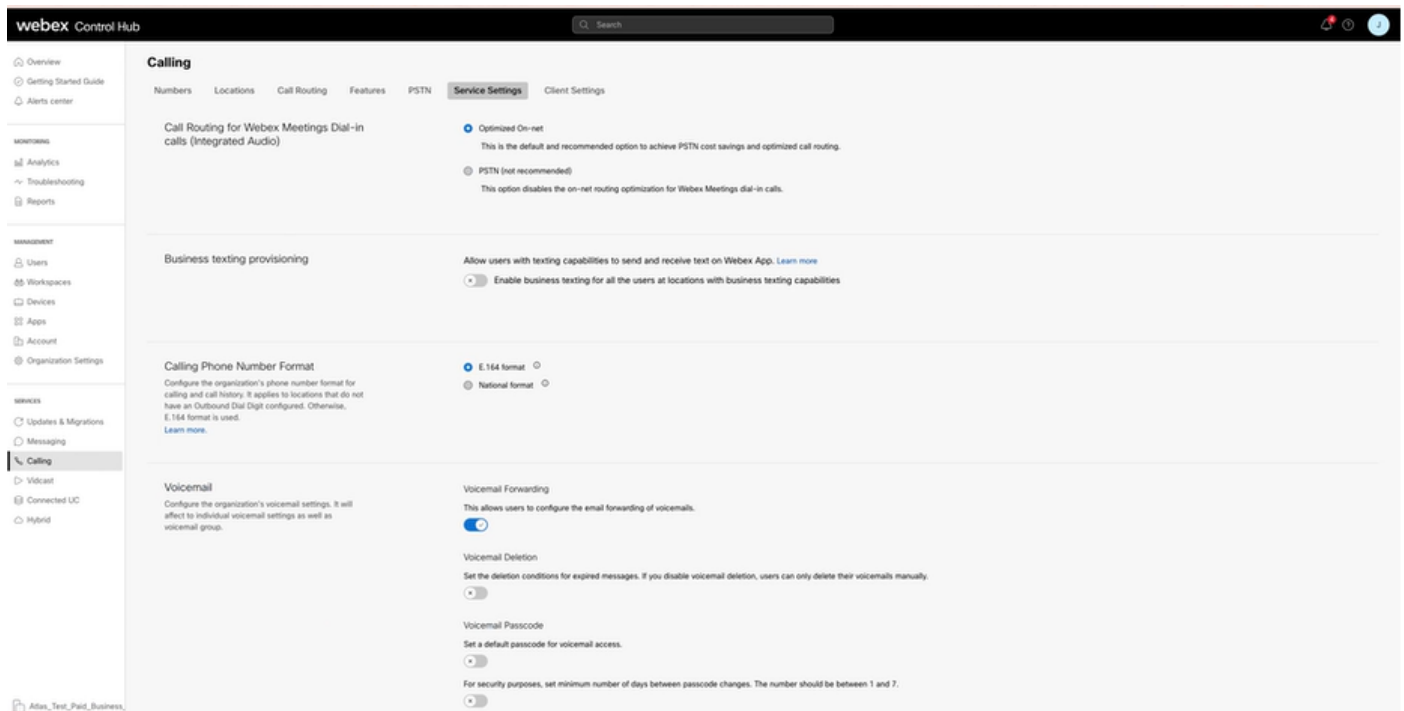 webex Control Hub
Search
4
J
Overview
Getting Started Guide
Alerts center
MONITORING
Analytics
Troubleshooting
Reports
MANAGEMENT
Users
Workspaces
Devices
Apps
Account
Organization Settings
SERVICES
Updates & Migrations
Messaging
Calling
Vidcast
Connected UC
Hybrid
Atlas_Test_Paid_Business_
Calling
Numbers Locations Call Routing Features PSTN Service Settings Client Settings
Call Routing for Webex Meetings Dial-in
calls (Integrated Audio)
Optimized On-net
This is the default and recommended option to achieve PSTN cost savings and optimized call routing.
PSTN (not recommended)
This option disables the on-net routing optimization for Webex Meetings dial-in calls.
Business texting provisioning
Allow users with texting capabilities to send and receive text on Webex App. Learn more
Enable business texting for all the users at locations with business texting capabilities
Calling Phone Number Format
Configure the organization's phone number format for
calling and call history. It applies to locations that do not
have an Outbound Dial Digit configured. Otherwise,
E.164 format is used.
Learn more.
E.164 format
National format
Voicemail
Configure the organization's voicemail settings. It will
affect to individual voicemail settings as well as
voicemail group.
Voicemail Forwarding
This allows users to configure the email forwarding of voicemails.
Voicemail Deletion
Set the deletion conditions for expired messages. If you disable voicemail deletion, users can only delete their voicemails manually.
Voicemail Passcode
Set a default passcode for voicemail access.
For security purposes, set minimum number of days between passcode changes. The number should be between 1 and 7.